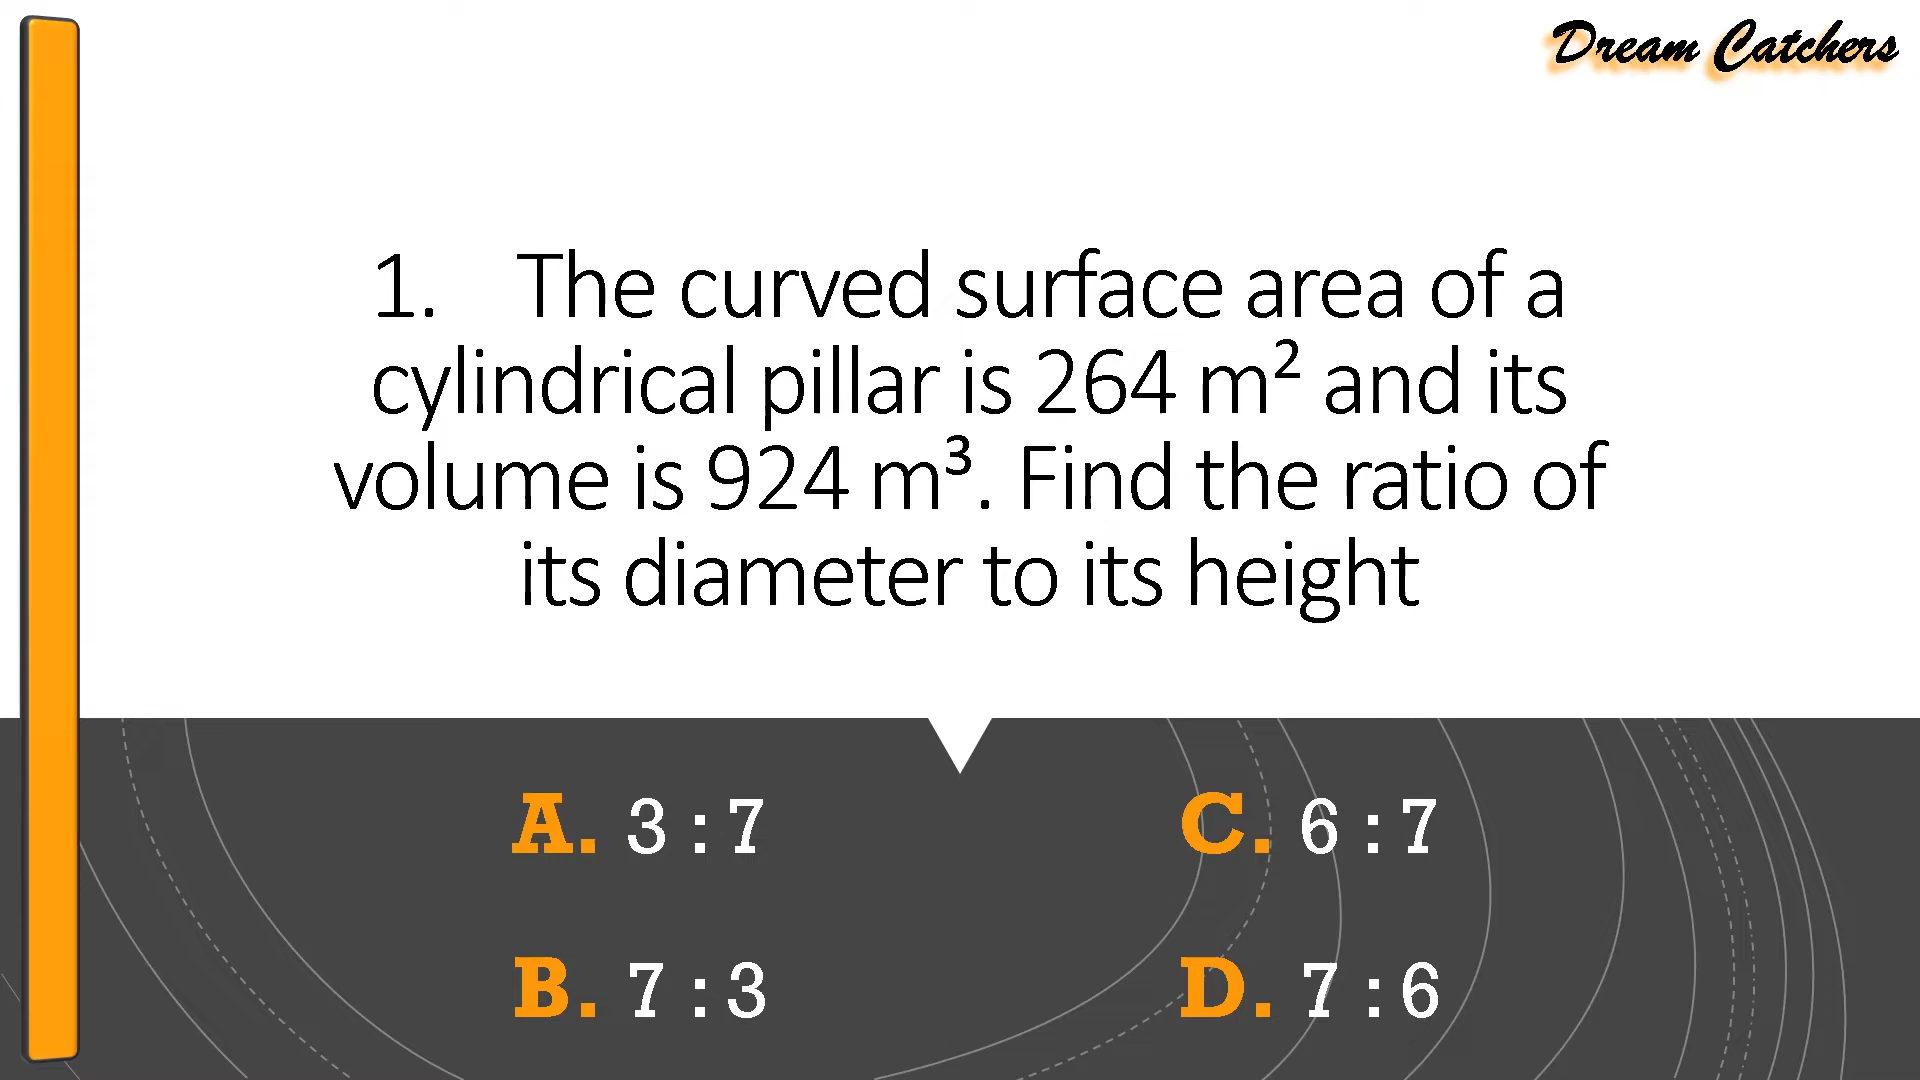 Dream Catchers
1. The curved surface area of a
cylindrical pillar is 264 m² and its
volume is 924 m³. Find the ratio of
its diameter to its height
A. 3 : 7
C. 6 : 7
B. 7 : 3
D. 7 : 6